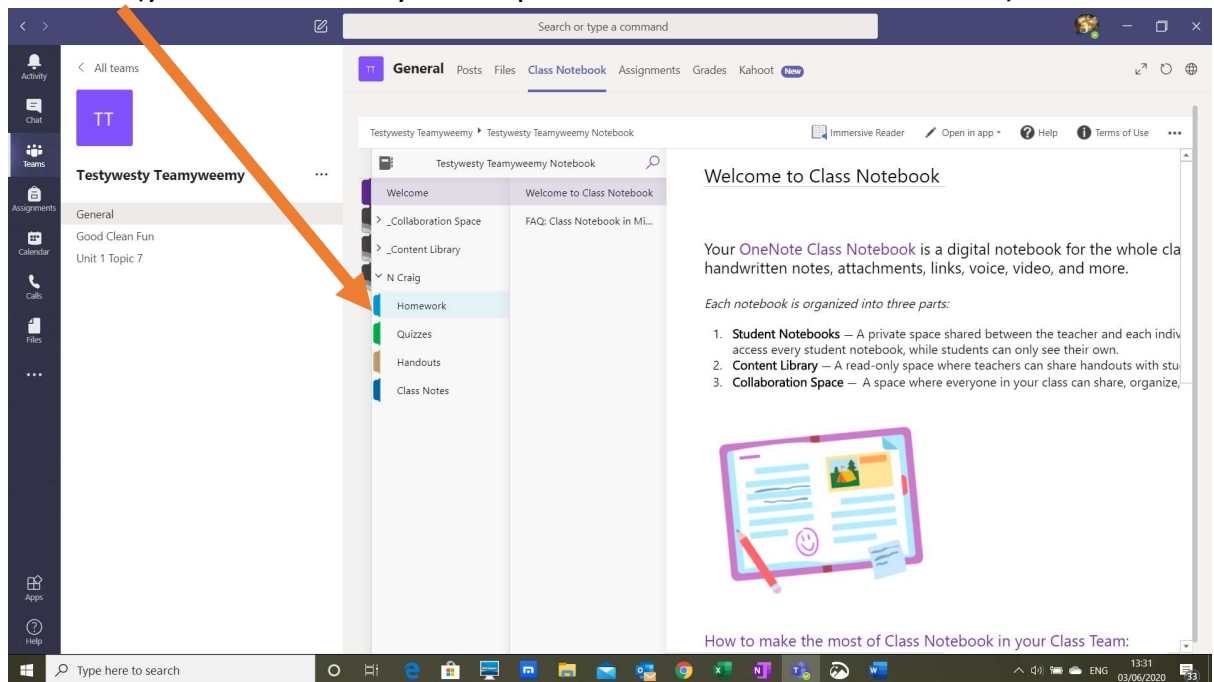 Search or type a command
Activity
Chat
Teams
Assignments
Calendar
Calls
Files
Apps
Help
All teams
TT
Testywesty Teamyweemy
General
Good Clean Fun
Unit 1 Topic 7
TT General Posts Files Class Notebook Assignments Grades Kahoot New
Testywesty Teamyweemy Testywesty Teamyweemy Notebook
Immersive Reader Open in app Help Terms of Use
Testywesty Teamyweemy Notebook
Welcome
_Collaboration Space
_Content Library
N Craig
Homework
Quizzes
Handouts
Class Notes
Welcome to Class Notebook
FAQ: Class Notebook in Mi...
Welcome to Class Notebook
Your OneNote Class Notebook is a digital notebook for the whole cla
handwritten notes, attachments, links, voice, video, and more.
Each notebook is organized into three parts:
1. Student Notebooks — A private space shared between the teacher and each indiv
access every student notebook, while students can only see their own.
2. Content Library — A read-only space where teachers can share handouts with stu
3. Collaboration Space — A space where everyone in your class can share, organize,
How to make the most of Class Notebook in your Class Team:
Type here to search
ENG
13:31
03/06/2020
33